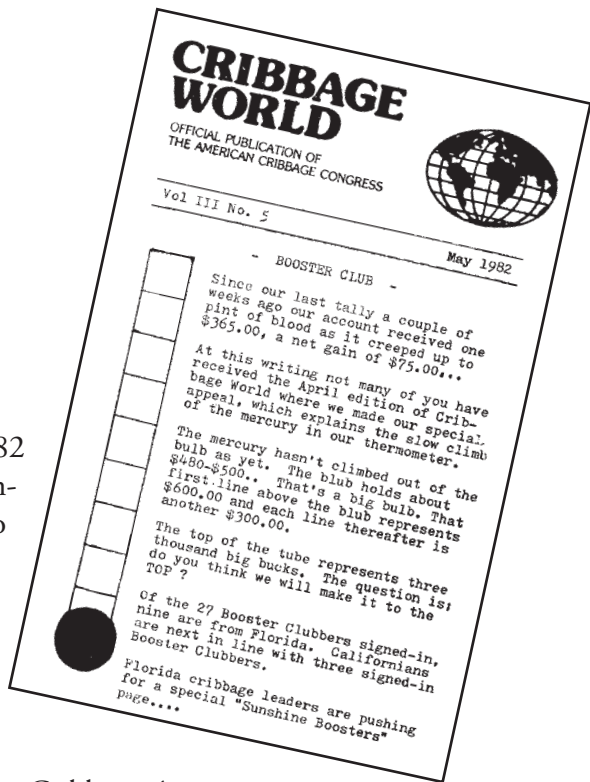 CRIBBAGE
WORLD
OFFICIAL PUBLICATION OF
THE AMERICAN CRIBBAGE CONGRESS
Vol III No. 5
May 1982
- BOOSTER CLUB -
Since our last tally a couple of
weeks ago our account received one
pint of blood as it creeped up to
$365.00, a net gain of $75.00...
At this writing not many of you have
received the April edition of Crib-
bage World where we made our special
appeal, which explains the slow climb
of the mercury in our thermometer.
The mercury hasn't climbed out of the
bulb as yet. The blub holds about
$480-$500.. That's a big bulb. That
first line above the blub represents
$600.00 and each line thereafter is
another $300.00.
The top of the tube represents three
thousand big bucks. The question is;
do you think we will make it to the
TOP ?
Of the 27 Booster Clubbers signed-in,
nine are from Florida. Californians
are next in line with three signed-in
Booster Clubbers.
Florida cribbage leaders are pushing
for a special "Sunshine Boosters"
page....
82